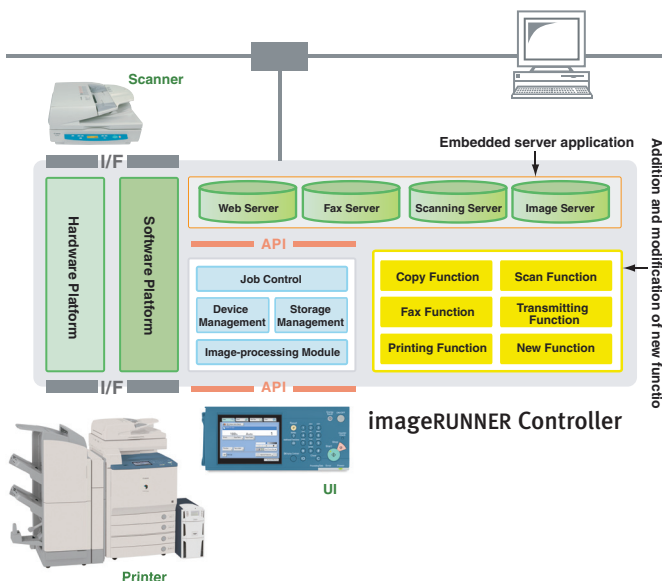 Scanner
Embedded server application
I/F
Hardware Platform
Software Platform
Web Server
Fax Server
Scanning Server
Image Server
API
Job Control
Device
Management
Storage
Management
Image-processing Module
API
Copy Function
Scan Function
Fax Function
Transmitting
Function
Printing Function
New Function
Addition and modification of new functio
I/F
imageRUNNER Controller
UI
Printer